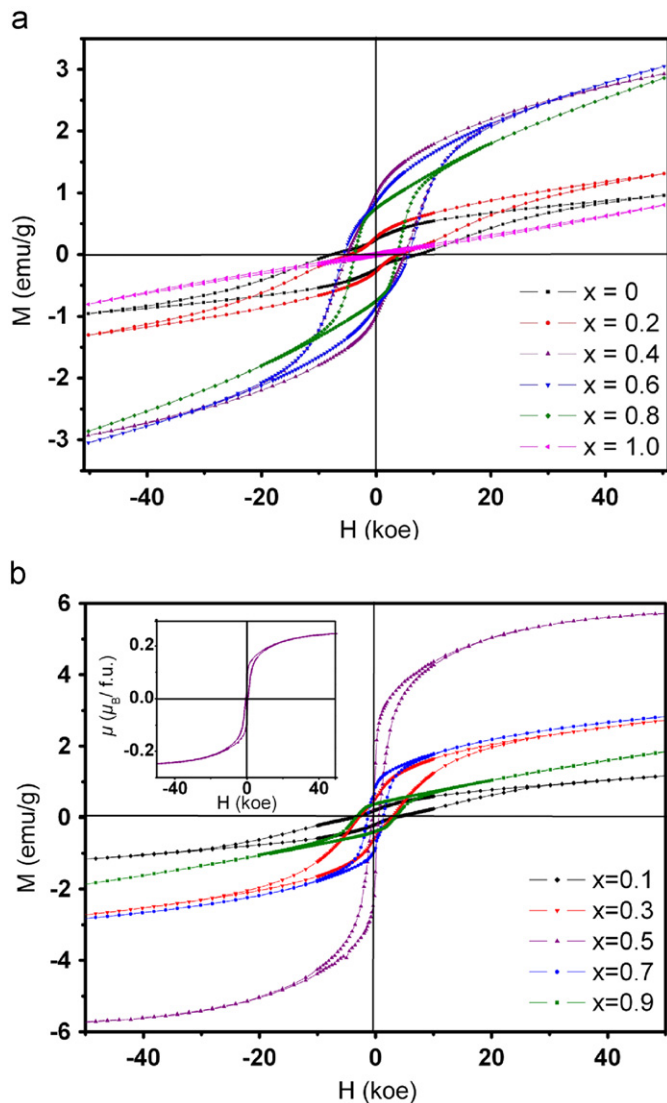 a
3
2
1
0
-1
-2
-3
M (emu/g)
-40 -20 0 20 40
H (koe)
x = 0
x = 0.2
x = 0.4
x = 0.6
x = 0.8
x = 1.0
b
6
4
2
0
-2
-4
-6
M (emu/g)
0.2
0.0
-0.2
μ (μB/ f.u.)
-50 0 50
H (koe)
-40 -20 0 20 40
H (koe)
x=0.1
x=0.3
x=0.5
x=0.7
x=0.9